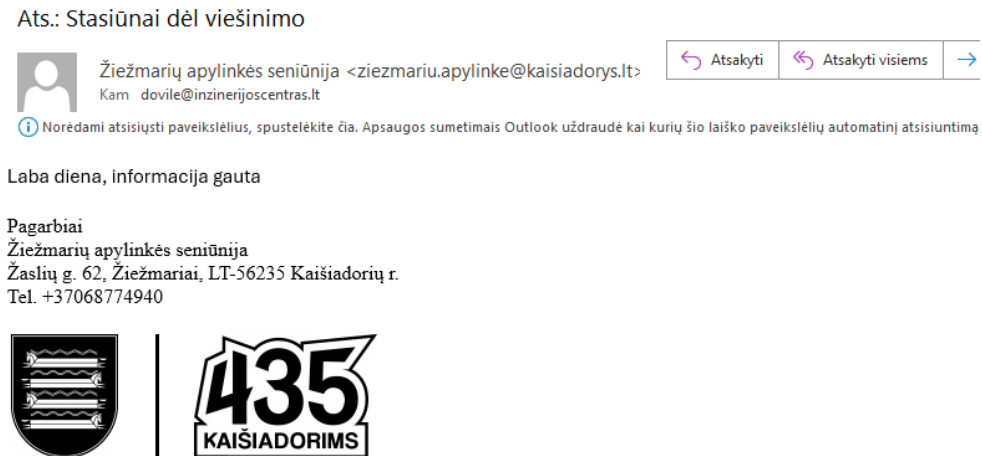 Ats.: Stasiūnai dėl viešinimo
Žiežmarių apylinkės seniūnija <ziezmariu.apylinke@kaisiadorys.lt>
Atsakyti
Atsakyti visiems
Kam dovile@inzinerijoscentras.lt
Norėdami atsisiųsti paveikslėlius, spustelėkite čia. Apsaugos sumetimais Outlook uždraudė kai kurių šio laiško paveikslėlių automatinį atsisiuntimą
Laba diena, informacija gauta
Pagarbiai
Žiežmarių apylinkės seniūnija
Žaslių g. 62, Žiežmariai, LT-56235 Kaišiadorių r.
Tel. +37068774940
435
KAIŠIADORIMS